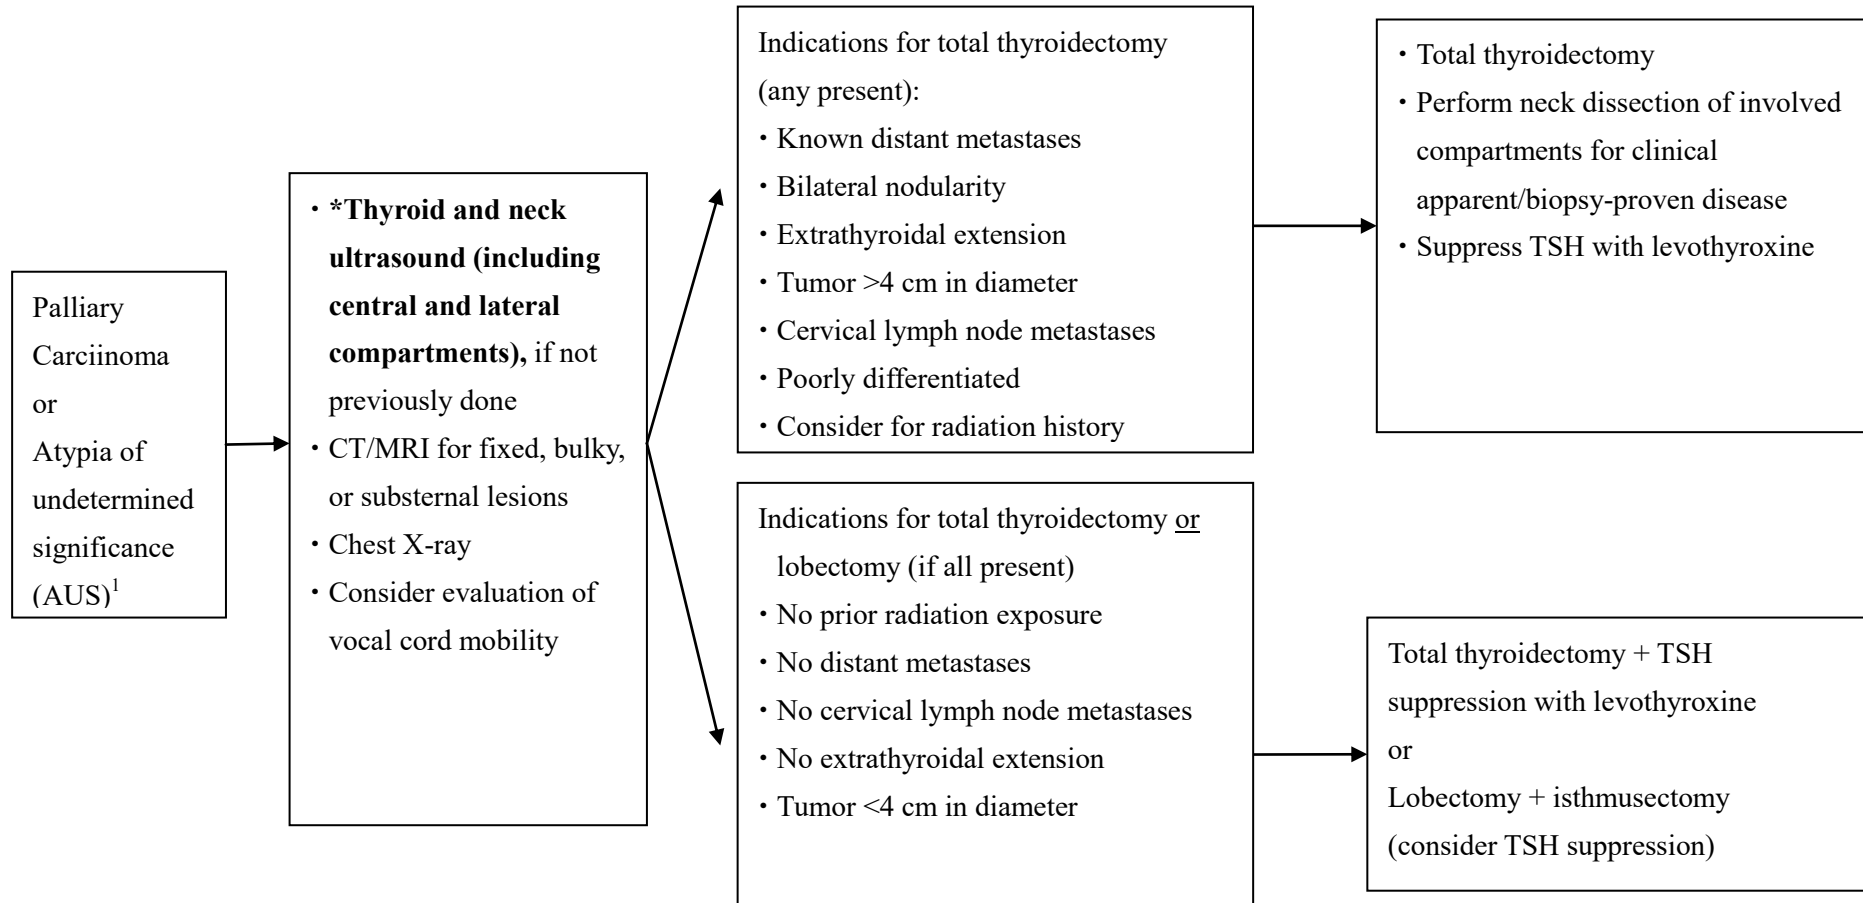 Palliary
Carciinoma
or
Atypia of
undetermined
significance
(AUS)1
・*Thyroid and neck
ultrasound (including
central and lateral
compartments), if not
previously done
・CT/MRI for fixed, bulky,
or substernal lesions
・Chest X-ray
・Consider evaluation of
vocal cord mobility
Indications for total thyroidectomy
(any present):
・Known distant metastases
・Bilateral nodularity
・Extrathyroidal extension
・Tumor >4 cm in diameter
・Cervical lymph node metastases
・Poorly differentiated
・Consider for radiation history
・Total thyroidectomy
・Perform neck dissection of involved
compartments for clinical
apparent/biopsy-proven disease
・Suppress TSH with levothyroxine
Indications for total thyroidectomy or
lobectomy (if all present)
・No prior radiation exposure
・No distant metastases
・No cervical lymph node metastases
・No extrathyroidal extension
・Tumor <4 cm in diameter
Total thyroidectomy + TSH
suppression with levothyroxine
or
Lobectomy + isthmusectomy
(consider TSH suppression)